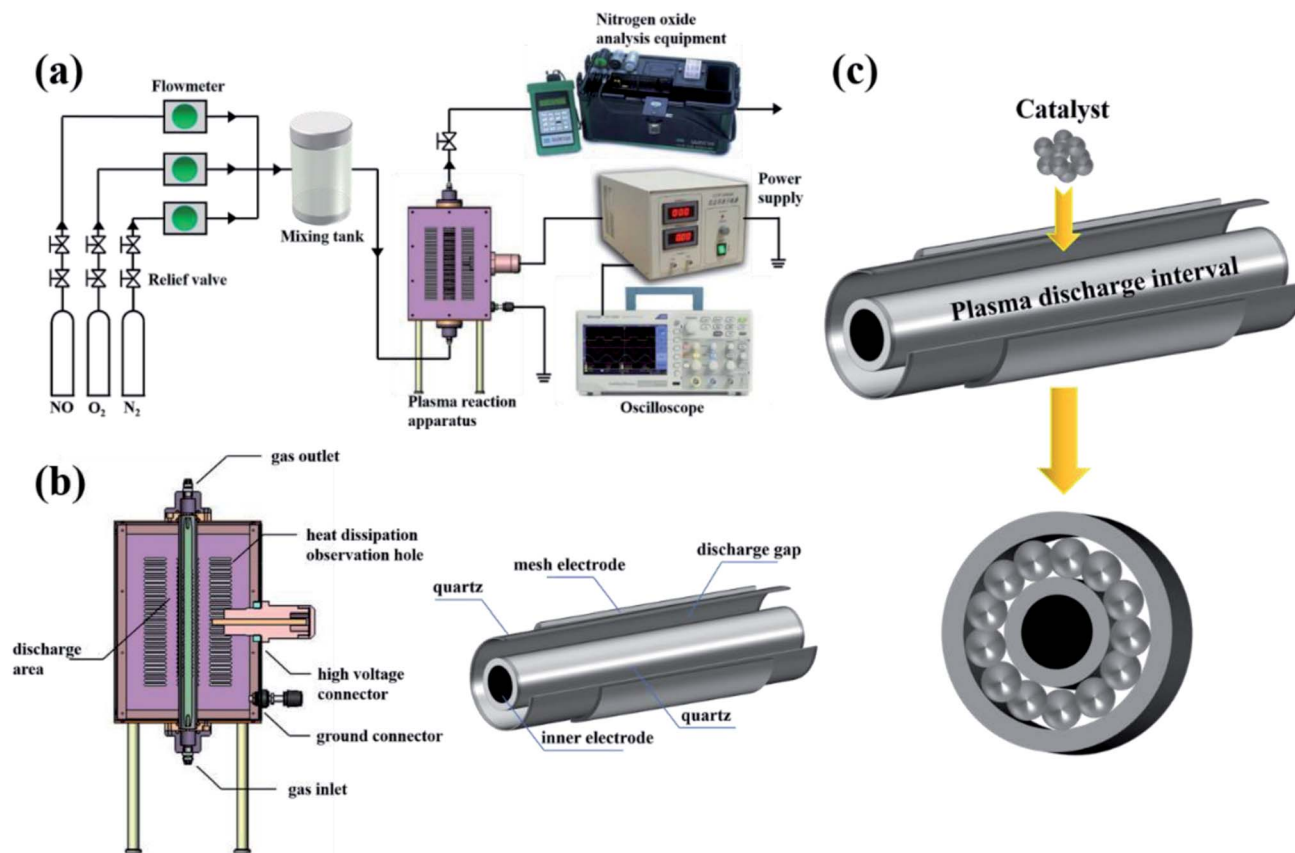 (a)
Nitrogen oxide
analysis equipment
Flowmeter
Mixing tank
Power
supply
Relief valve
NO
O₂
N₂
Plasma reaction
apparatus
Oscilloscope
(b)
gas outlet
heat dissipation
observation hole
discharge
area
high voltage
connector
ground connector
gas inlet
quartz
mesh electrode
discharge gap
quartz
inner electrode
(c)
Catalyst
Plasma discharge interval